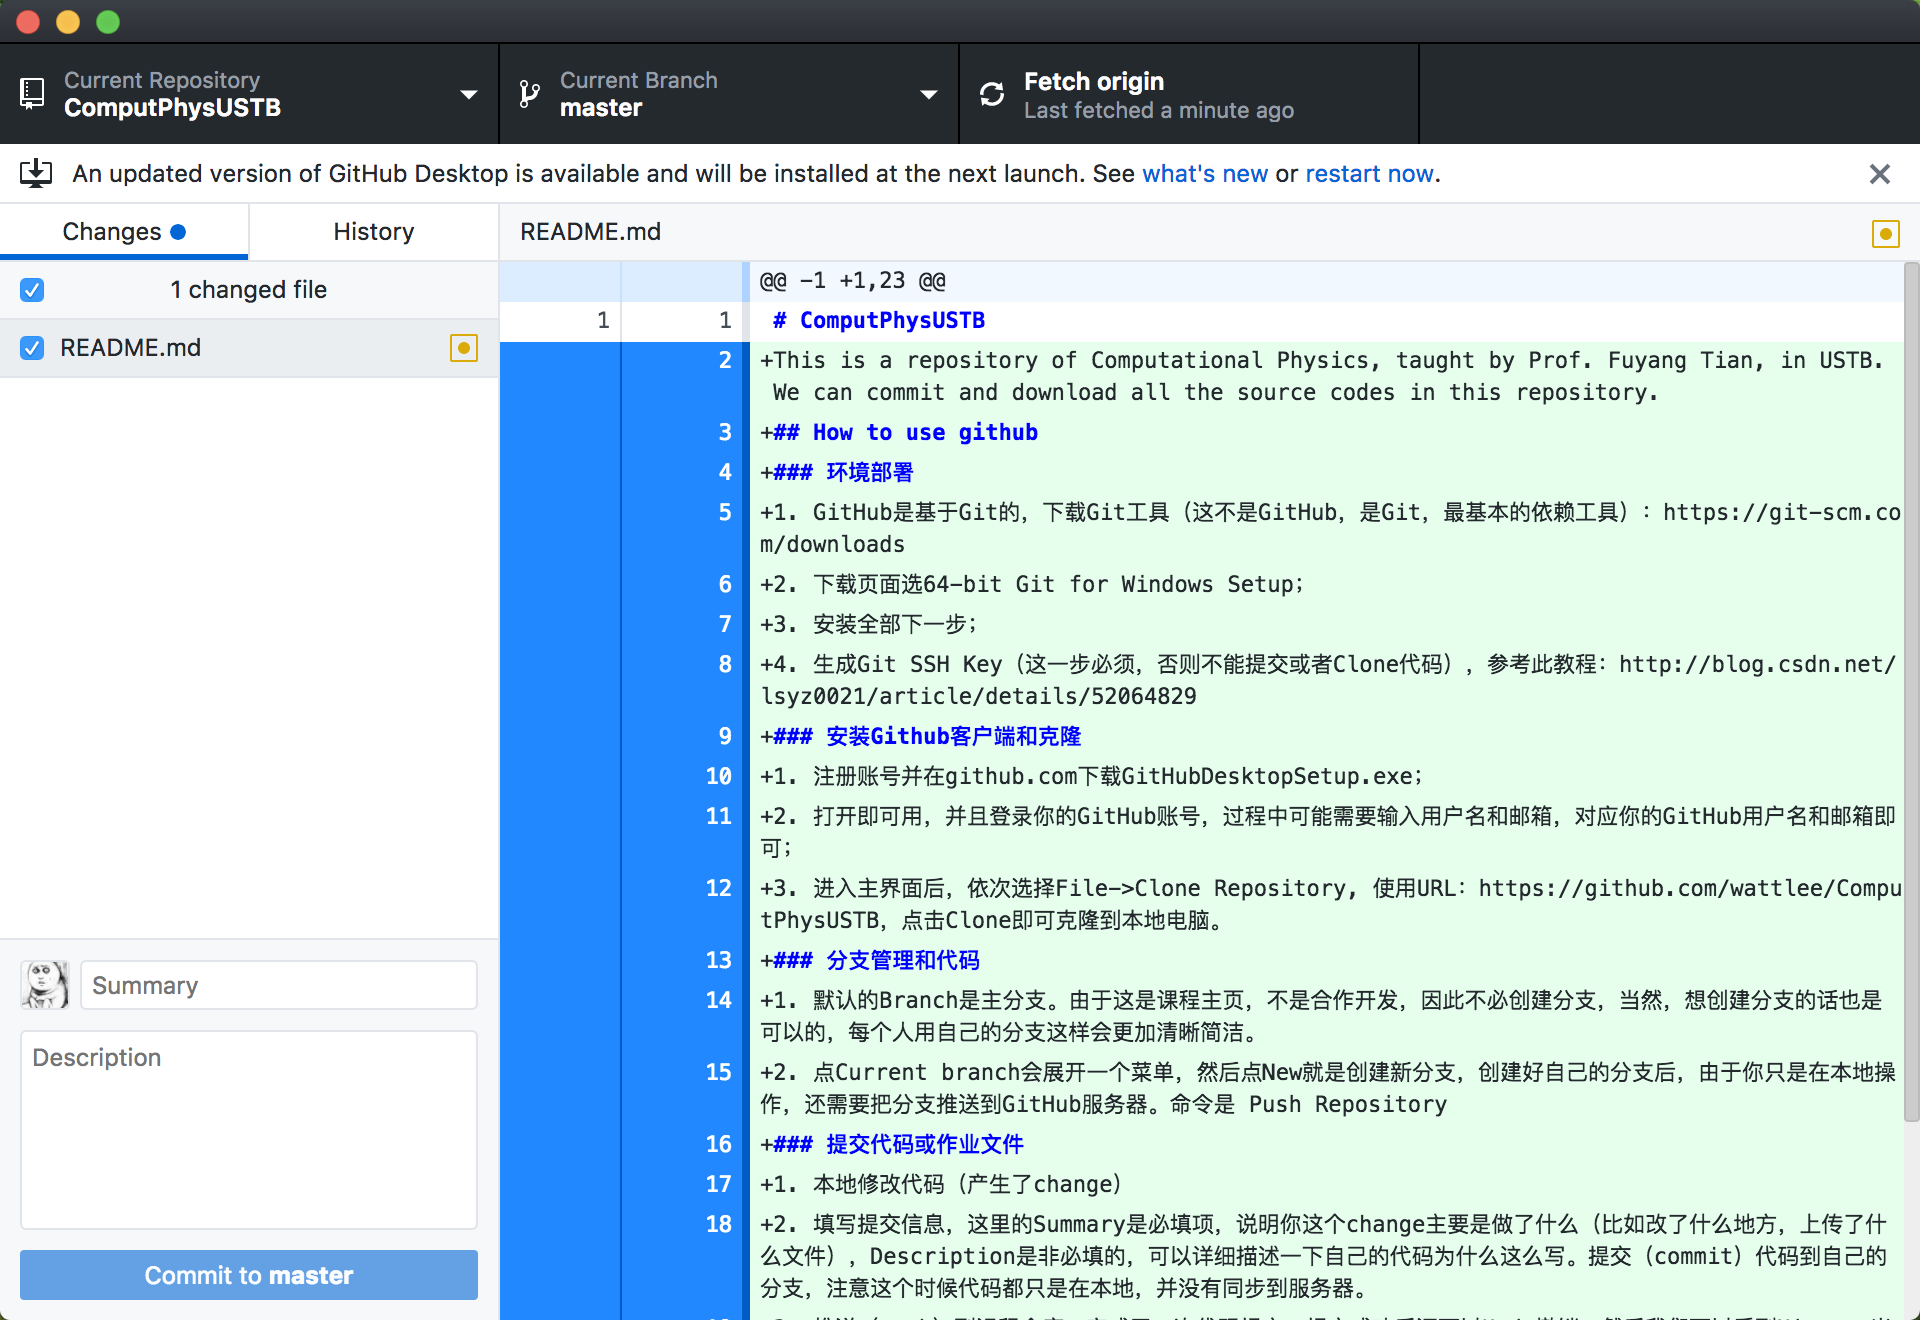 Current Repository
ComputPhysUSTB
Current Branch
master
Fetch origin
Last fetched a minute ago
An updated version of GitHub Desktop is available and will be installed at the next launch. See what's new or restart now.
Changes
History
README.md
1 changed file
README.md
@@ -1 +1,23 @@
1 1 # ComputPhysUSTB
2 +This is a repository of Computational Physics, taught by Prof. Fuyang Tian, in USTB.
We can commit and download all the source codes in this repository.
3 +## How to use github
4 +### 环境部署
5 +1. GitHub是基于Git的，下载Git工具（这不是GitHub，是Git，最基本的依赖工具）：https://git-scm.co
m/downloads
6 +2. 下载页面选64-bit Git for Windows Setup；
7 +3. 安装全部下一步；
8 +4. 生成Git SSH Key（这一步必须，否则不能提交或者Clone代码），参考此教程：http://blog.csdn.net/
lsyz0021/article/details/52064829
9 +### 安装Github客户端和克隆
10 +1. 注册账号并在github.com下载GitHubDesktopSetup.exe；
11 +2. 打开即可用，并且登录你的GitHub账号，过程中可能需要输入用户名和邮箱，对应你的GitHub用户名和邮箱即
可；
12 +3. 进入主界面后，依次选择File->Clone Repository, 使用URL：https://github.com/wattlee/Compu
tPhysUSTB，点击Clone即可克隆到本地电脑。
13 +### 分支管理和代码
14 +1. 默认的Branch是主分支。由于这是课程主页，不是合作开发，因此不必创建分支，当然，想创建分支的话也是
可以的，每个人用自己的分支这样会更加清晰简洁。
15 +2. 点Current branch会展开一个菜单，然后点New就是创建新分支，创建好自己的分支后，由于你只是在本地操
作，还需要把分支推送到GitHub服务器。命令是 Push Repository
16 +### 提交代码或作业文件
17 +1. 本地修改代码（产生了change）
18 +2. 填写提交信息，这里的Summary是必填项，说明你这个change主要是做了什么（比如改了什么地方，上传了什
么文件），Description是非必填的，可以详细描述一下自己的代码为什么这么写。提交（commit）代码到自己的
分支，注意这个时候代码都只是在本地，并没有同步到服务器。
Summary
Description
Commit to master